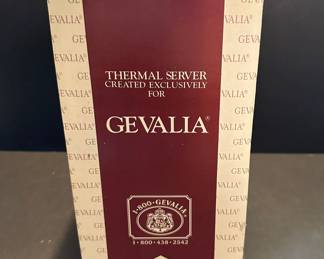 THERMAL SERVER
CREATED EXCLUSIVELY
FOR
GEVALIA®
1-800-GEVALIA
1-800-438-2542